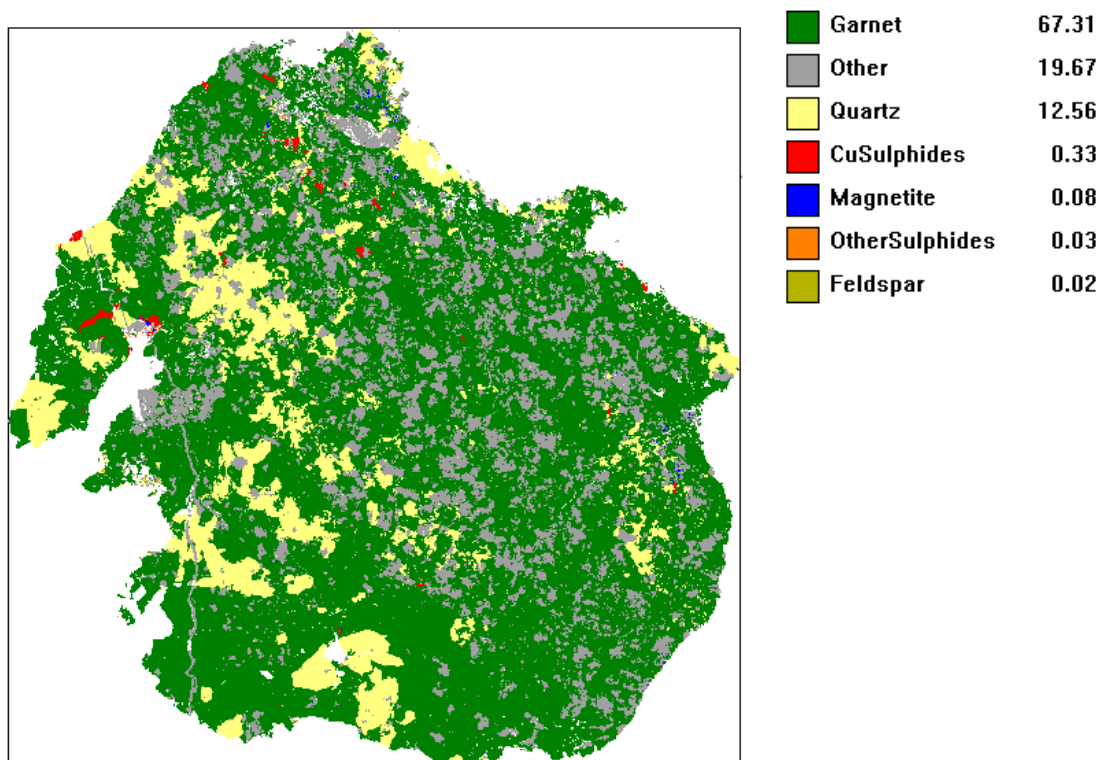 Garnet 67.31
Other 19.67
Quartz 12.56
CuSulphides 0.33
Magnetite 0.08
OtherSulphides 0.03
Feldspar 0.02